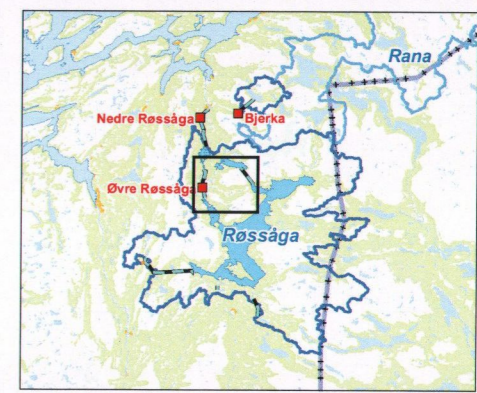 Rana
Nedre Røssåga
Bjerka
Øvre Røssåga
Røssåga